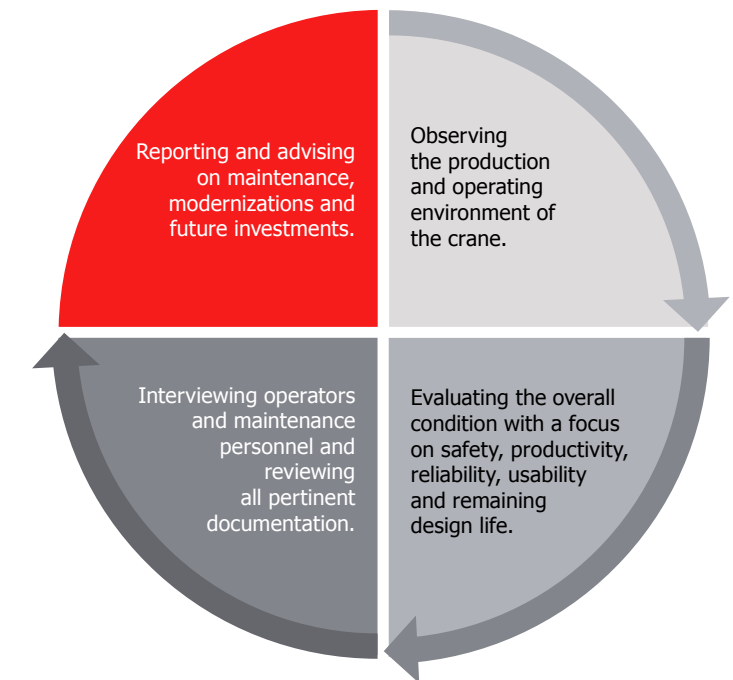 Reporting and advising
on maintenance,
modernizations and
future investments.
Observing
the production
and operating
environment of
the crane.
Interviewing operators
and maintenance
personnel and
reviewing
all pertinent
documentation.
Evaluating the overall
condition with a focus
on safety, productivity,
reliability, usability
and remaining
design life.